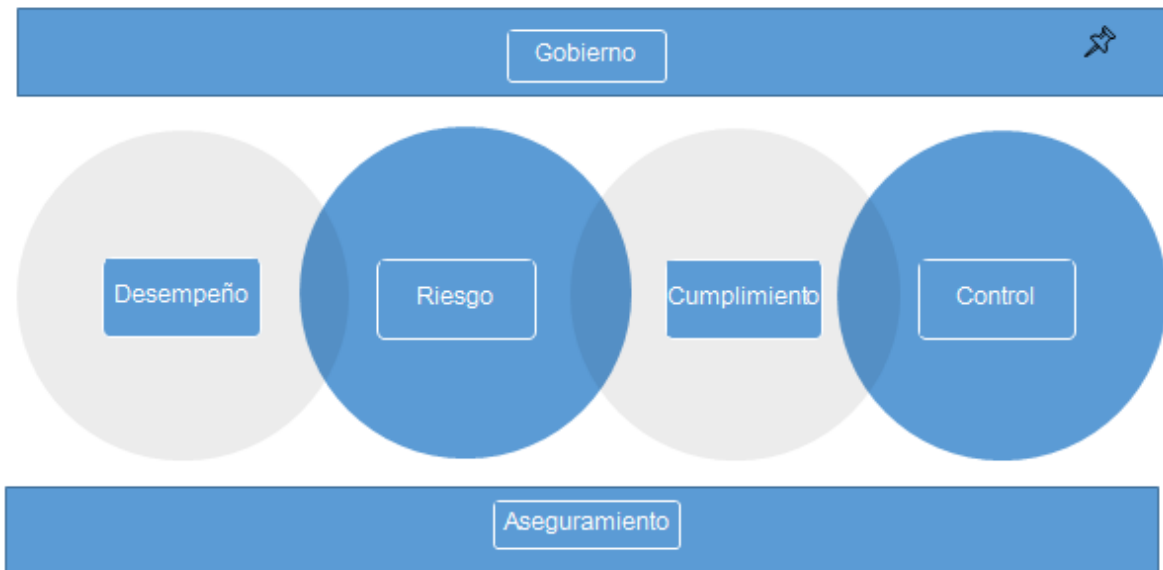 Gobierno
Desempeño
Riesgo
Cumplimiento
Control
Aseguramiento